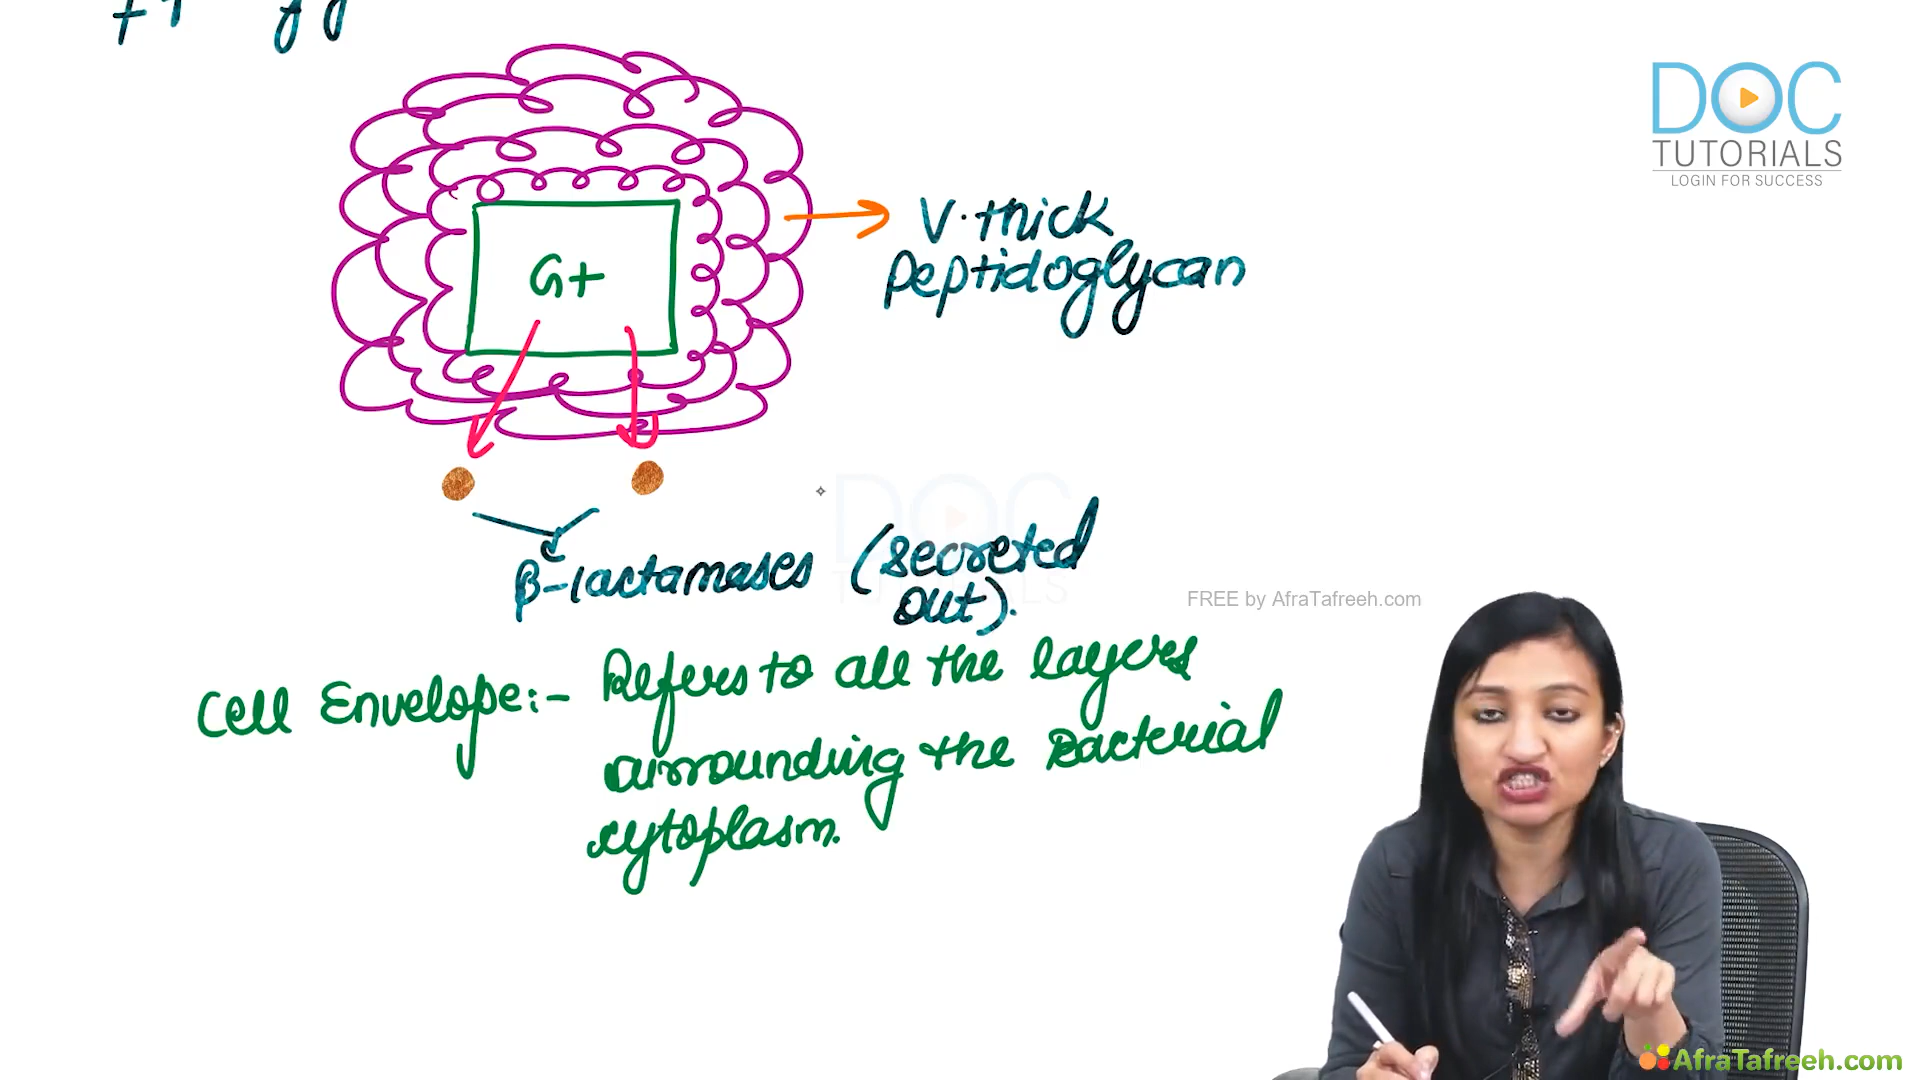 DOC
TUTORIALS
LOGIN FOR SUCCESS
G+
V. thick
Peptidoglycan
β-lactamases (secreted
out).
FREE by AfraTafreeh.com
Cell Envelope:- Refers to all the layers
surrounding the Bacterial
cytoplasm.
AfraTafreeh.com